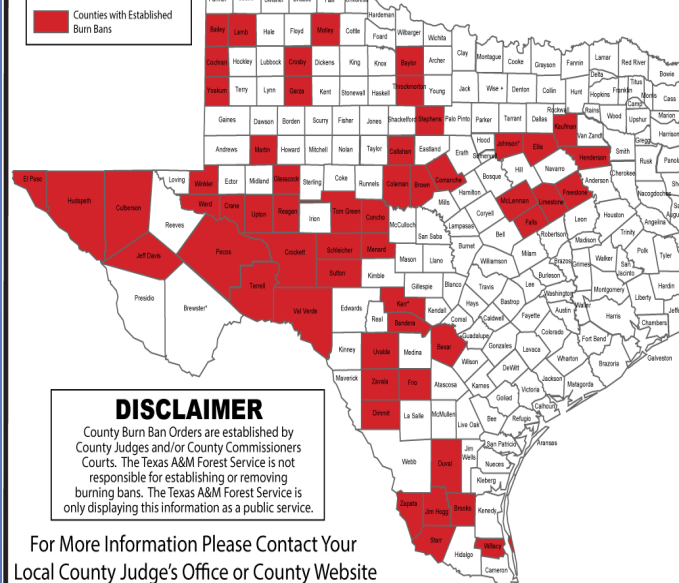 Counties with Established
Burn Bans
Hardeman
Bailey Lamb Hale Floyd Motley Cottle Foard Wilbarger Wichita
Clay Montague Cooke Grayson Fannin Lamar Red River Bowie
Cochran Hockley Lubbock Crosby Dickens King Knox Baylor Archer
Delta Titus Morris Cass
Yoakum Terry Lynn Garza Kent Stonewall Haskell Throckmorton Young Jack Wise + Denton Collin Hunt Hopkins Franklin Camp
Rockwall Rains Wood Upshur Marion
Gaines Dawson Borden Scurry Fisher Jones Shackelford Stephens Palo Pinto Parker Tarrant Dallas Kaufman Van Zandt Gregg Harrison
Andrews Martin Howard Mitchell Nolan Taylor Callahan Eastland Erath Hood Somervell Johnson* Ellis Henderson Smith Rusk Panola
El Paso Hudspeth Culberson Loving Winkler Ector Midland Glasscock Sterling Coke Runnels Coleman Brown Comanche Bosque Hill Navarro Anderson Cherokee Nacogdoches
Reeves Ward Crane Upton Reagan Irion Tom Green Concho McCulloch Mills Hamilton Coryell McLennan Limestone Freestone Leon Houston Angelina
Jeff Davis Pecos Crockett Schleicher Menard San Saba Lampasas Bell Falls Robertson Madison Trinity Polk Tyler
Presidio Brewster* Terrell Sutton Kimble Mason Llano Burnet Williamson Milam Brazos Grimes Walker San Jacinto Hardin
Val Verde Edwards Real Kerr* Gillespie Blanco Travis Lee Burleson Washington Montgomery Liberty
Bandera Kendall Hays Comal Caldwell Bastrop* Fayette Austin Waller Harris Chambers
Kinney Uvalde Medina Bexar Guadalupe Gonzales Lavaca Colorado Fort Bend Brazoria Galveston
Maverick Zavala Frio Atascosa Wilson Karnes DeWitt Victoria Jackson Wharton Matagorda
Dimmit La Salle McMullen Live Oak Bee Goliad Refugio Calhoun Aransas
Webb Duval Jim Wells San Patricio Nueces Kleberg
Zapata Jim Hogg Brooks Kenedy
Starr Hidalgo Willacy Cameron
DISCLAIMER
County Burn Ban Orders are established by
County Judges and/or County Commissioners
Courts. The Texas A&M Forest Service is not
responsible for establishing or removing
burning bans. The Texas A&M Forest Service is
only displaying this information as a public service.
For More Information Please Contact Your
Local County Judge's Office or County Website